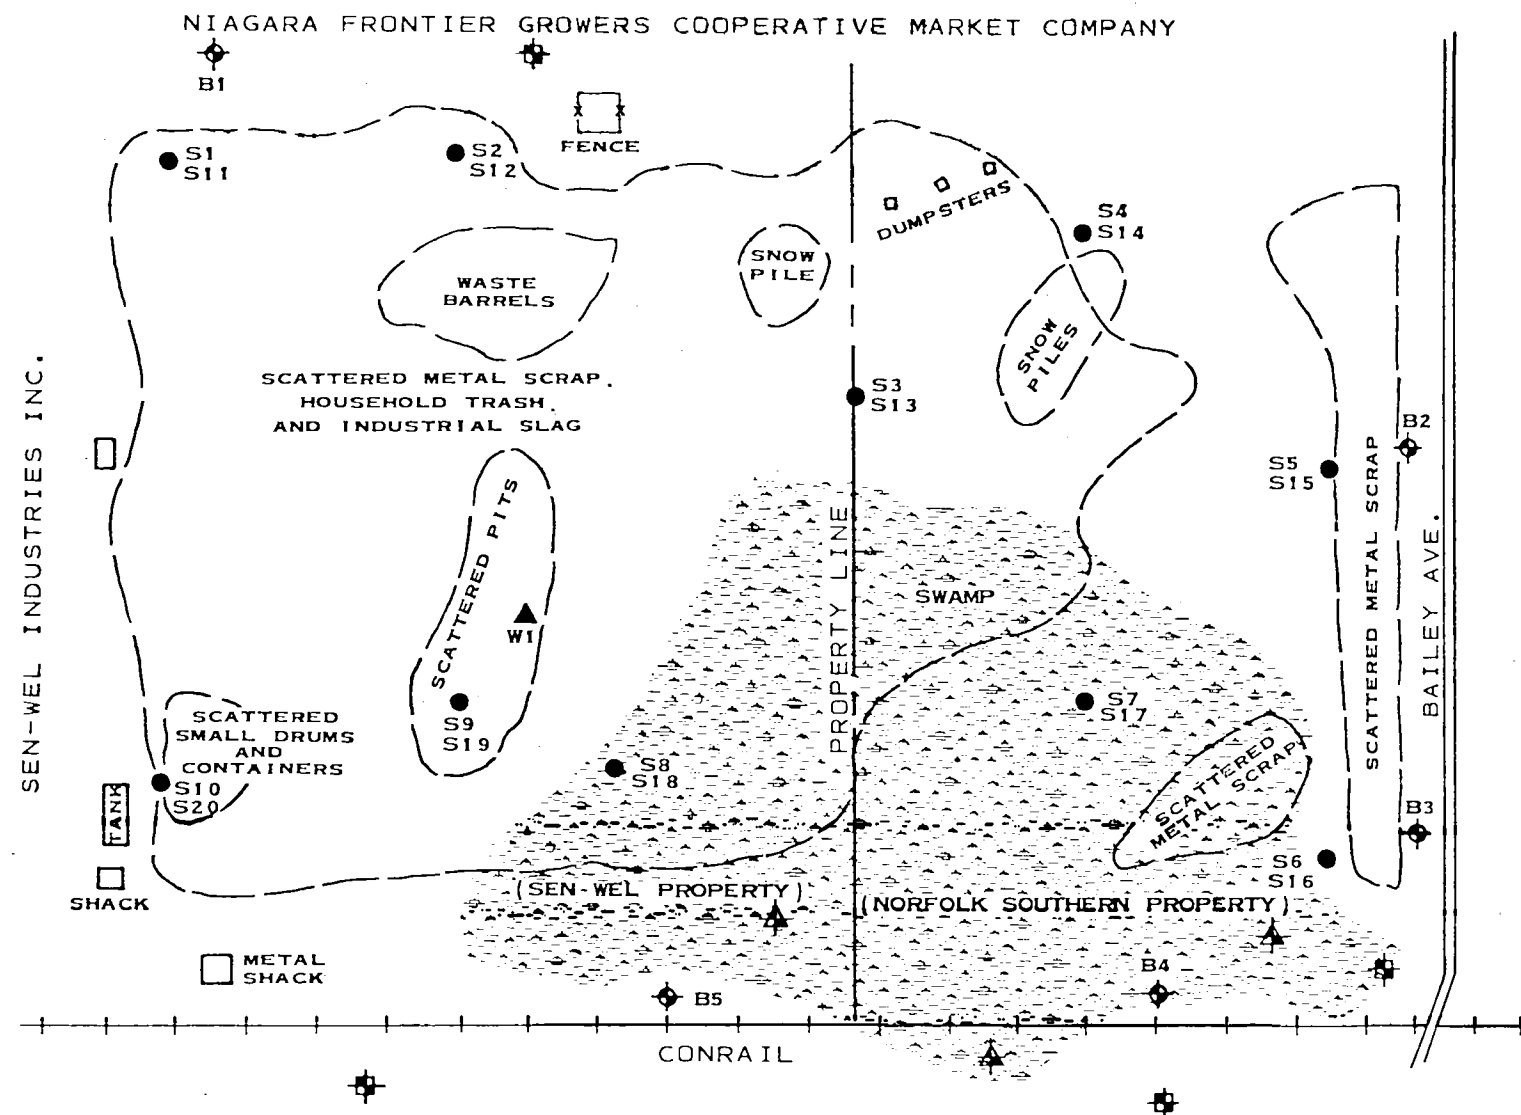 NIAGARA FRONTIER GROWERS COOPERATIVE MARKET COMPANY
B1
FENCE
S1
S11
S2
S12
DUMPSTERS
S4
S14
SNOW
PILE
WASTE
BARRELS
SNOW
PILES
SCATTERED METAL SCRAP,
HOUSEHOLD TRASH,
AND INDUSTRIAL SLAG
S3
S13
B2
S5
S15
SCATTERED METAL SCRAP
BAILEY AVE.
SEN-WEL INDUSTRIES INC.
SCATTERED PITS
W1
PROPERTY LINE
SWAMP
S9
S19
S7
S17
SCATTERED
SMALL DRUMS
AND
CONTAINERS
S10
S20
TANK
S8
S18
SCATTERED
METAL SCRAP
B3
S6
S16
SHACK
(SEN-WEL PROPERTY)
(NORFOLK SOUTHERN PROPERTY)
METAL
SHACK
B5
B4
CONRAIL